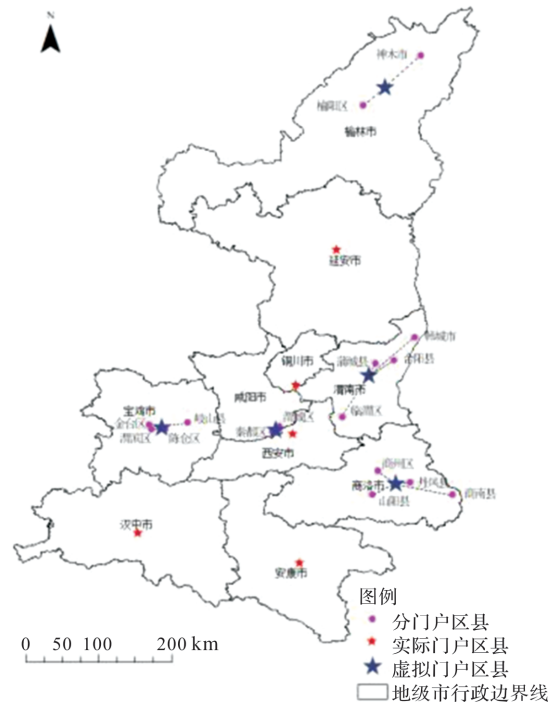 N
神木市
榆阳区
榆林市
延安市
韩城市
蒲城县
合阳县
铜川市
渭南市
咸阳市
临渭区
宝鸡市
岐山县
金台区
渭滨区
陈仓区
渭城区
秦都区
西安市
商州区
商洛市
丹凤县
山阳县
商南县
汉中市
安康市
图例
分门户区县
实际门户区县
虚拟门户区县
地级市行政边界线
0 50 100 200 km